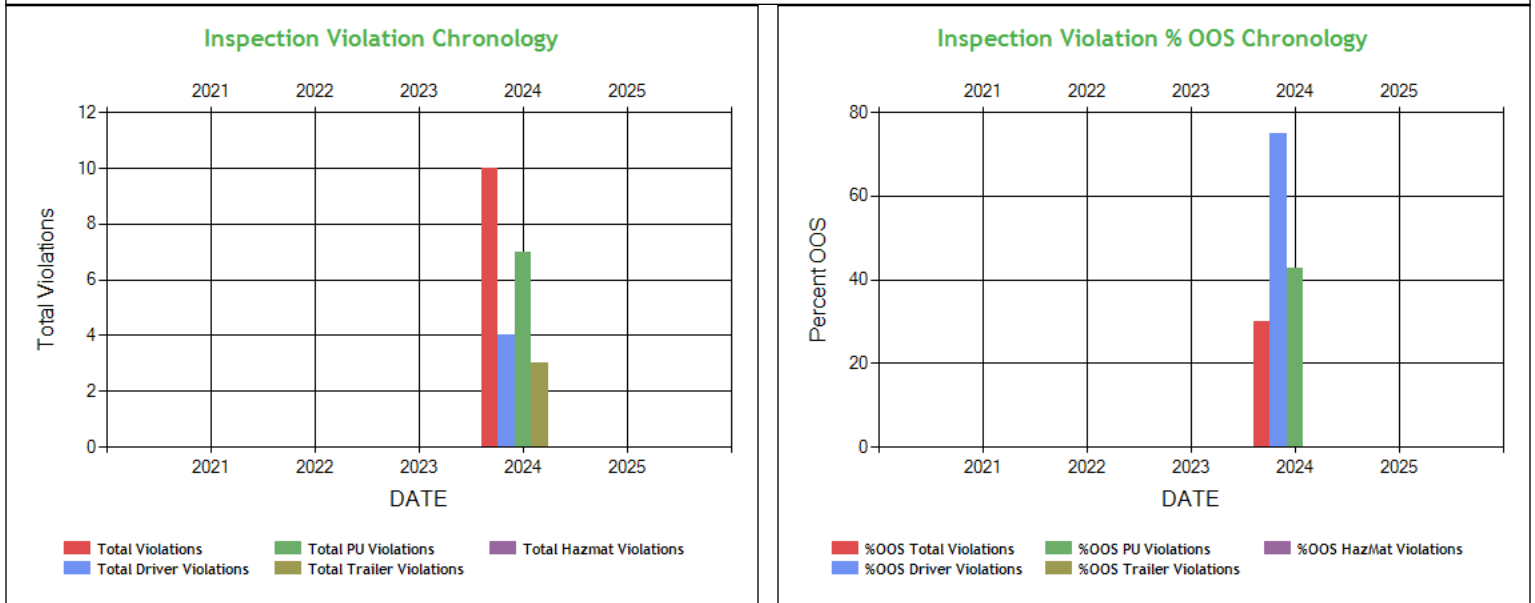 Inspection Violation Chronology
2021 2022 2023 2024 2025
12
10
8
6
4
2
0
Total Violations
2021 2022 2023 2024 2025
DATE
Total Violations Total PU Violations Total Hazmat Violations
Total Driver Violations Total Trailer Violations
Inspection Violation % OOS Chronology
2021 2022 2023 2024 2025
80
60
40
20
0
Percent OOS
2021 2022 2023 2024 2025
DATE
%OOS Total Violations %OOS PU Violations %OOS HazMat Violations
%OOS Driver Violations %OOS Trailer Violations